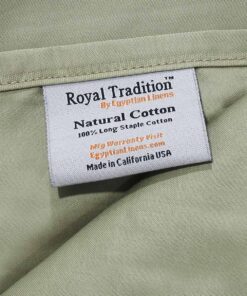 Royal Tradition™
By Egyptian Linens
Natural Cotton
100% Long Staple Cotton
Mfg Warranty Visit
EgyptianLinens.com
Made in California USA